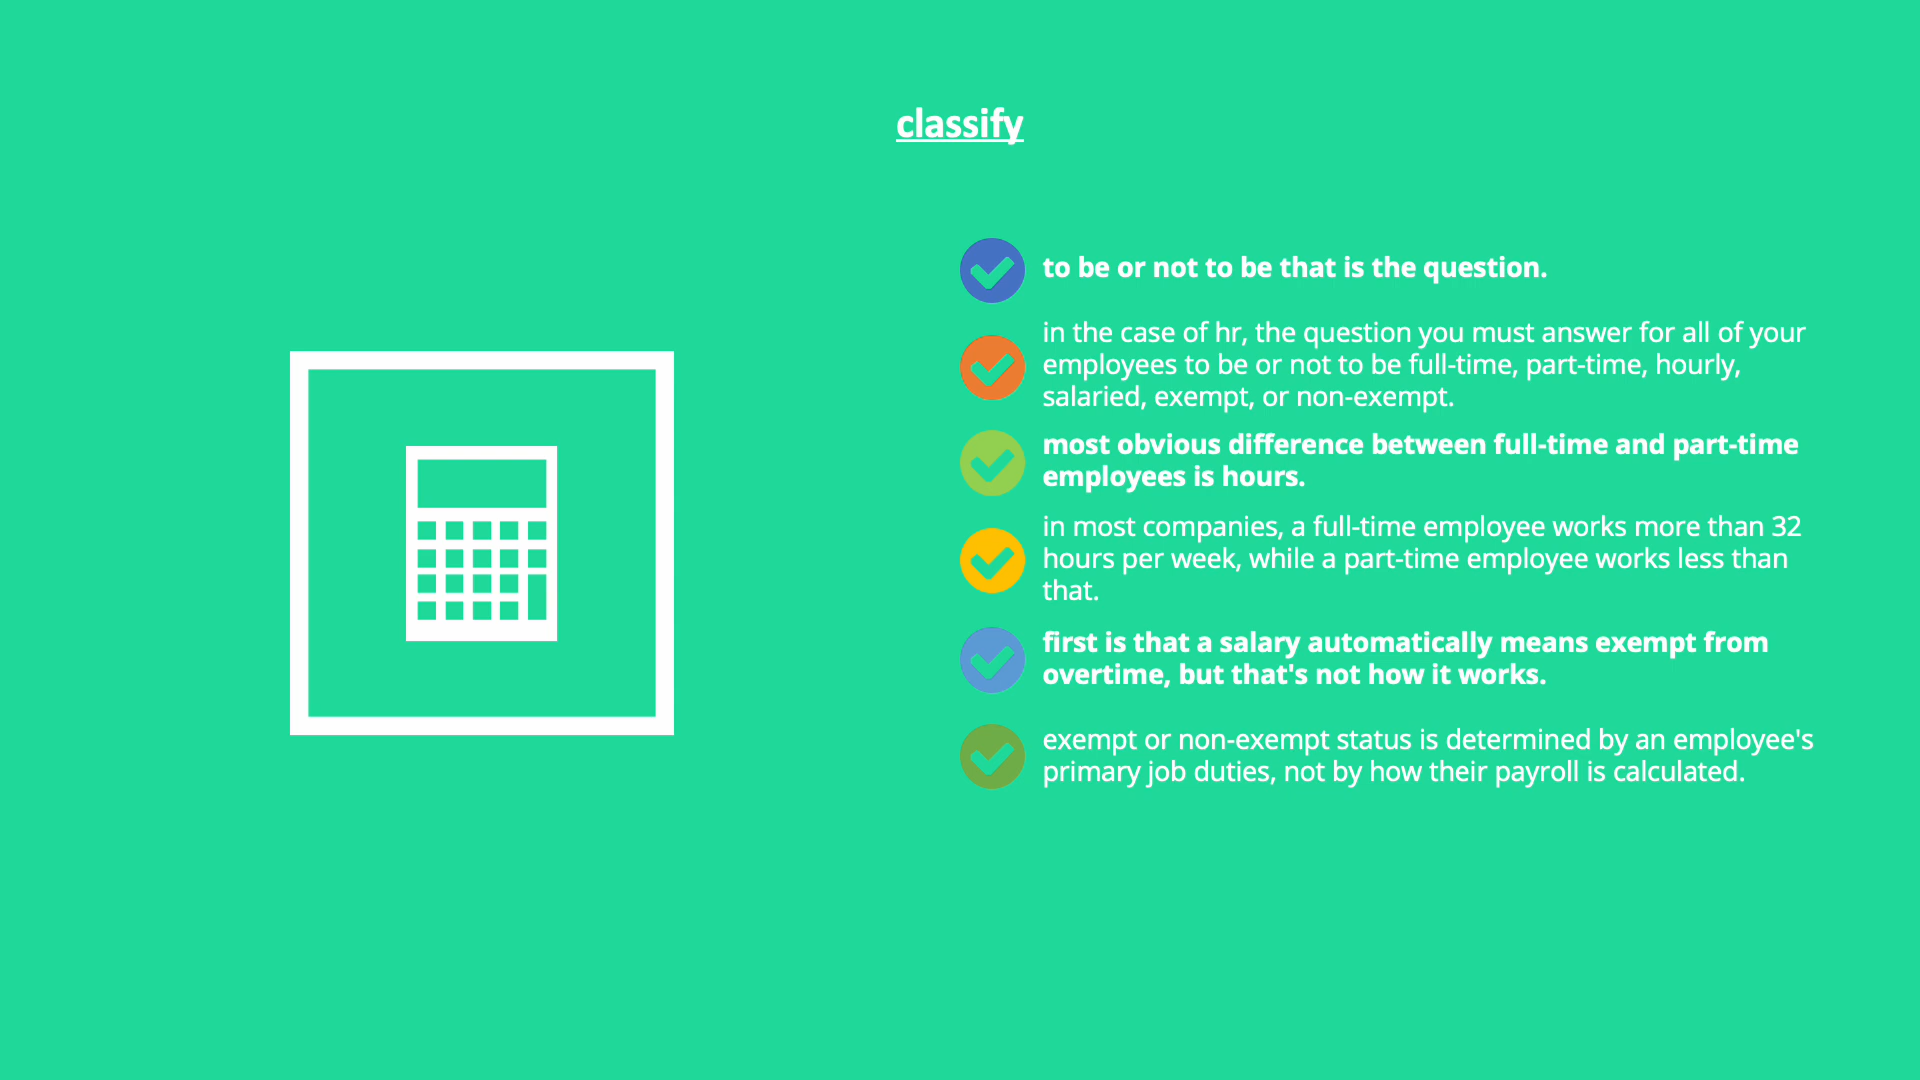 classify
to be or not to be that is the question.
in the case of hr, the question you must answer for all of your
employees to be or not to be full-time, part-time, hourly,
salaried, exempt, or non-exempt.
most obvious difference between full-time and part-time
employees is hours.
in most companies, a full-time employee works more than 32
hours per week, while a part-time employee works less than
that.
first is that a salary automatically means exempt from
overtime, but that's not how it works.
exempt or non-exempt status is determined by an employee's
primary job duties, not by how their payroll is calculated.